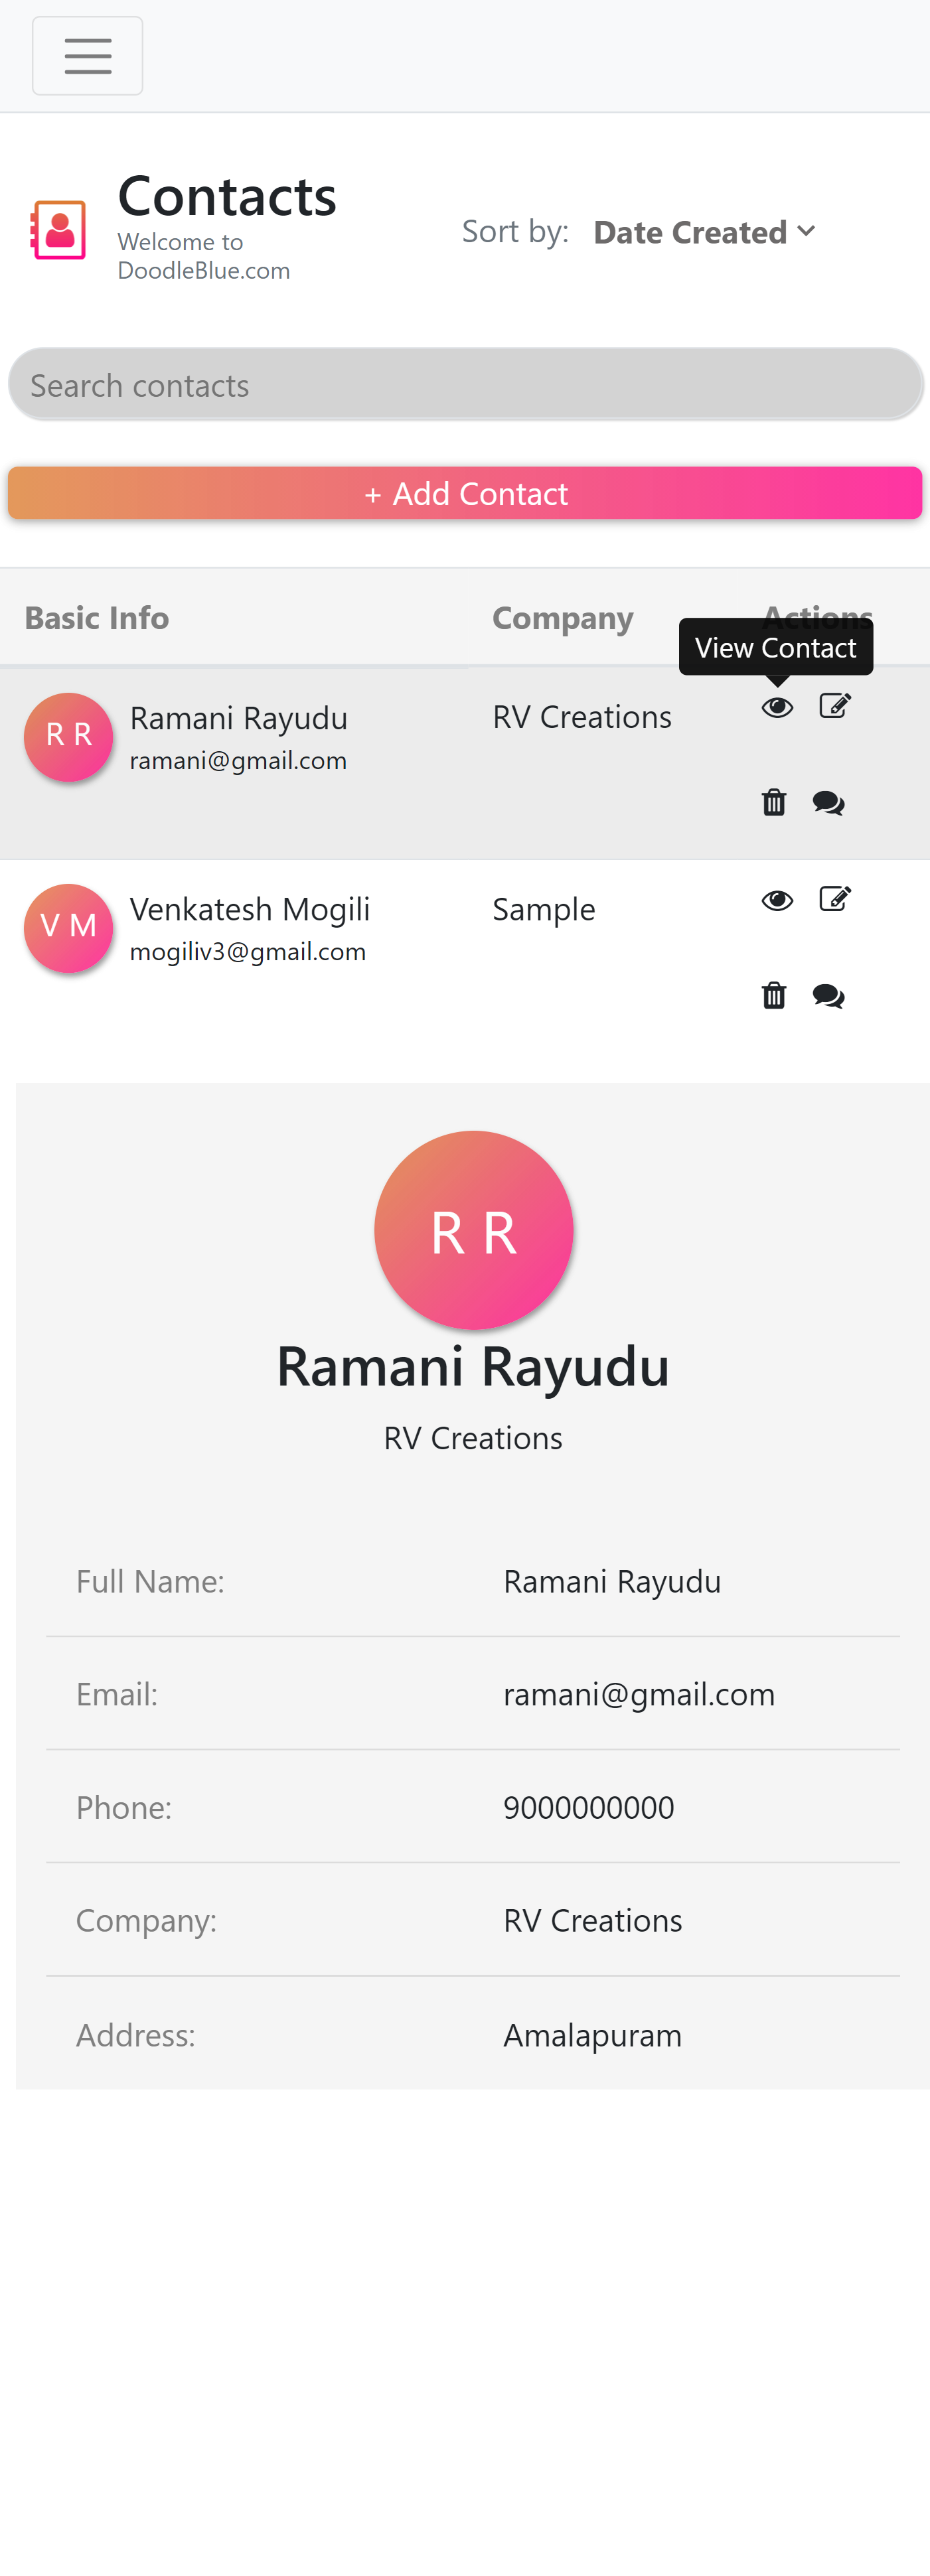 Contacts
Welcome to
DoodleBlue.com
Sort by: Date Created
Search contacts
+ Add Contact
Basic Info Company Actions
View Contact
R R Ramani Rayudu RV Creations
ramani@gmail.com
V M Venkatesh Mogili Sample
mogiliv3@gmail.com
R R
Ramani Rayudu
RV Creations
Full Name: Ramani Rayudu
Email: ramani@gmail.com
Phone: 9000000000
Company: RV Creations
Address: Amalapuram